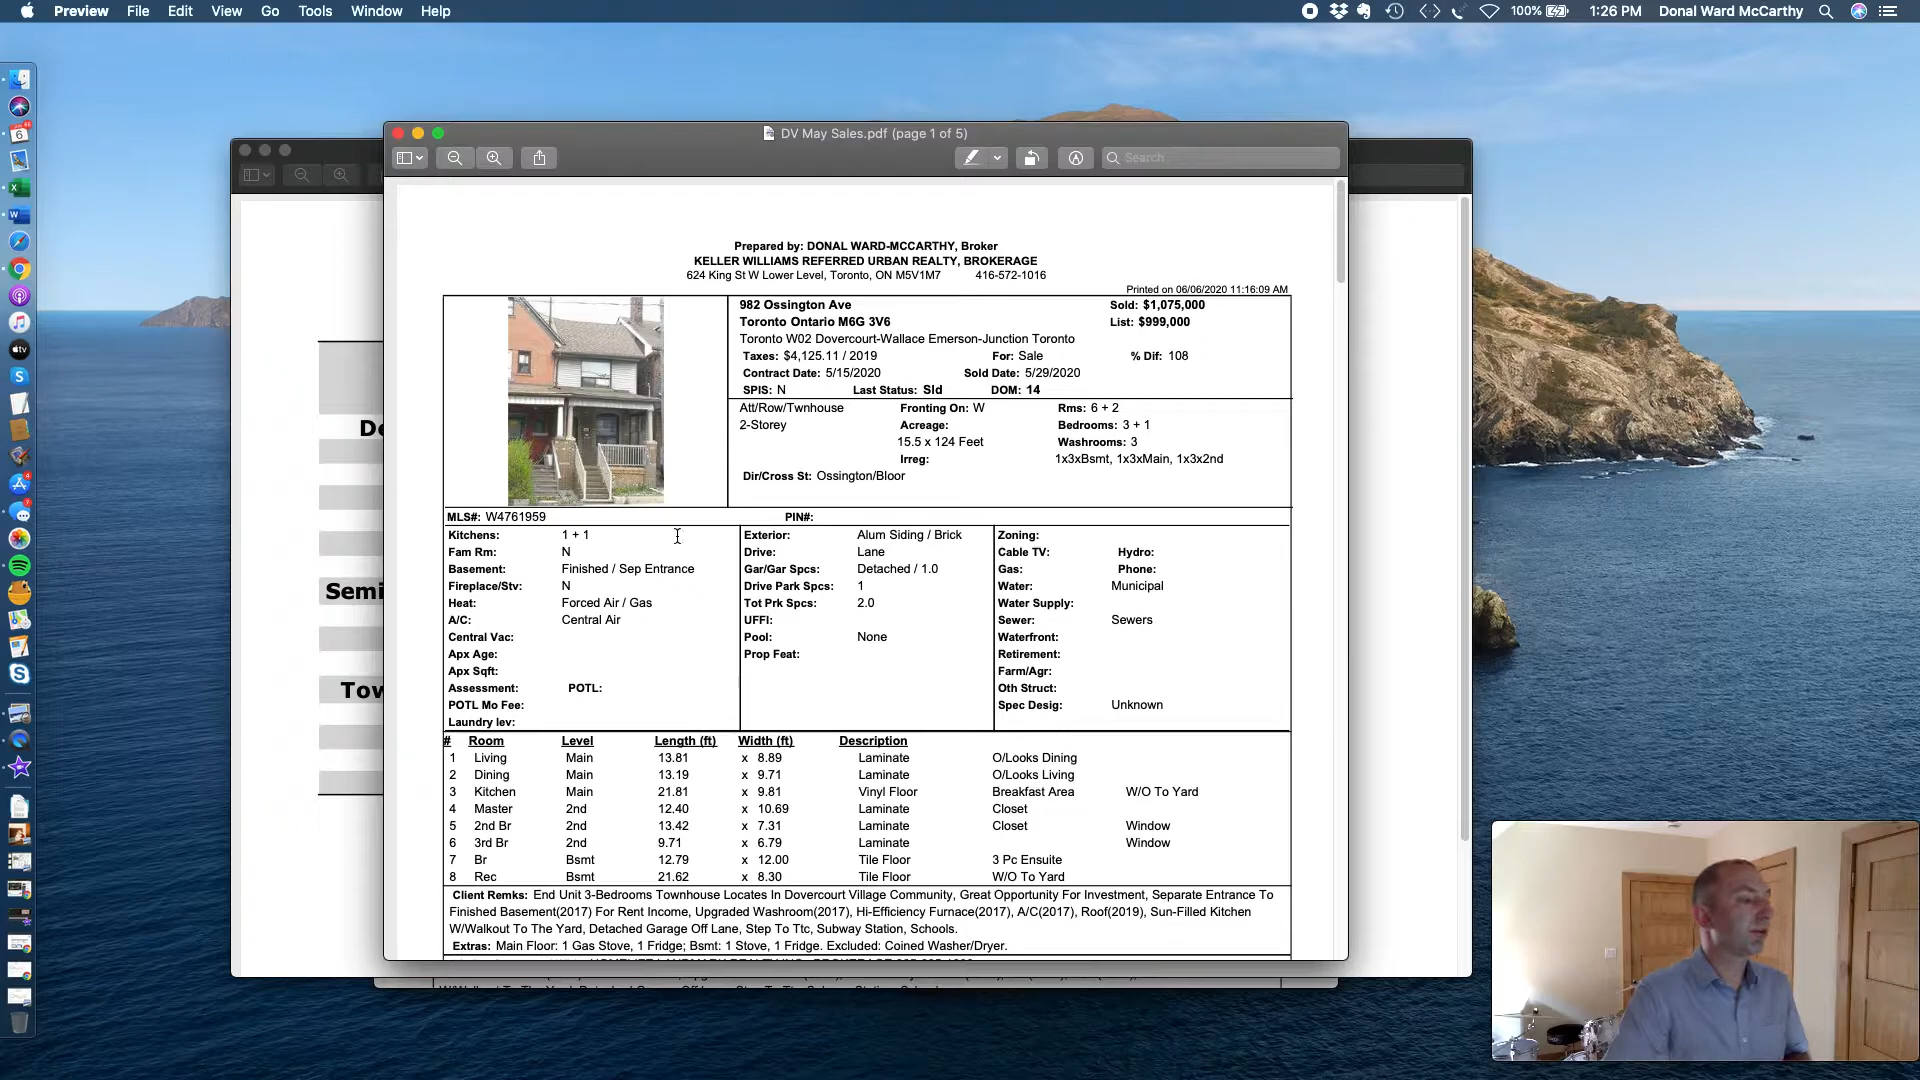 Preview File Edit View Go Tools Window Help
100% 1:26 PM Donal Ward McCarthy
DV May Sales.pdf (page 1 of 5)
Search
Prepared by: DONAL WARD-MCCARTHY, Broker
KELLER WILLIAMS REFERRED URBAN REALTY, BROKERAGE
624 King St W Lower Level, Toronto, ON M5V1M7 416-572-1016
Printed on 06/06/2020 11:16:09 AM
982 Ossington Ave Sold: $1,075,000
Toronto Ontario M6G 3V6 List: $999,000
Toronto W02 Dovercourt-Wallace Emerson-Junction Toronto
Taxes: $4,125.11 / 2019 For: Sale % Dif: 108
Contract Date: 5/15/2020 Sold Date: 5/29/2020
SPIS: N Last Status: Sld DOM: 14
Att/Row/Twnhouse Fronting On: W Rms: 6 + 2
2-Storey Acreage: Bedrooms: 3 + 1
15.5 x 124 Feet Washrooms: 3
Irreg: 1x3xBsmt, 1x3xMain, 1x3x2nd
Dir/Cross St: Ossington/Bloor
MLS#: W4761959 PIN#:
Kitchens: 1 + 1 Exterior: Alum Siding / Brick Zoning:
Fam Rm: N Drive: Lane Cable TV: Hydro:
Basement: Finished / Sep Entrance Gar/Gar Spcs: Detached / 1.0 Gas: Phone:
Fireplace/Stv: N Drive Park Spcs: 1 Water: Municipal
Heat: Forced Air / Gas Tot Prk Spcs: 2.0 Water Supply:
A/C: Central Air UFFI: Sewer: Sewers
Central Vac: Pool: None Waterfront:
Apx Age: Prop Feat: Retirement:
Apx Sqft: Farm/Agr:
Assessment: POTL: Oth Struct:
POTL Mo Fee: Spec Desig: Unknown
Laundry lev:
# Room Level Length (ft) Width (ft) Description
1 Living Main 13.81 x 8.89 Laminate O/Looks Dining
2 Dining Main 13.19 x 9.71 Laminate O/Looks Living
3 Kitchen Main 21.81 x 9.81 Vinyl Floor Breakfast Area W/O To Yard
4 Master 2nd 12.40 x 10.69 Laminate Closet
5 2nd Br 2nd 13.42 x 7.31 Laminate Closet Window
6 3rd Br 2nd 9.71 x 6.79 Laminate Window
7 Br Bsmt 12.79 x 12.00 Tile Floor 3 Pc Ensuite
8 Rec Bsmt 21.62 x 8.30 Tile Floor W/O To Yard
Client Remks: End Unit 3-Bedrooms Townhouse Locates In Dovercourt Village Community, Great Opportunity For Investment, Separate Entrance To
Finished Basement(2017) For Rent Income, Upgraded Washroom(2017), Hi-Efficiency Furnace(2017), A/C(2017), Roof(2019), Sun-Filled Kitchen
W/Walkout To The Yard, Detached Garage Off Lane, Step To Ttc, Subway Station, Schools.
Extras: Main Floor: 1 Gas Stove, 1 Fridge; Bsmt: 1 Stove, 1 Fridge. Excluded: Coined Washer/Dryer.
De
Semi
Tow